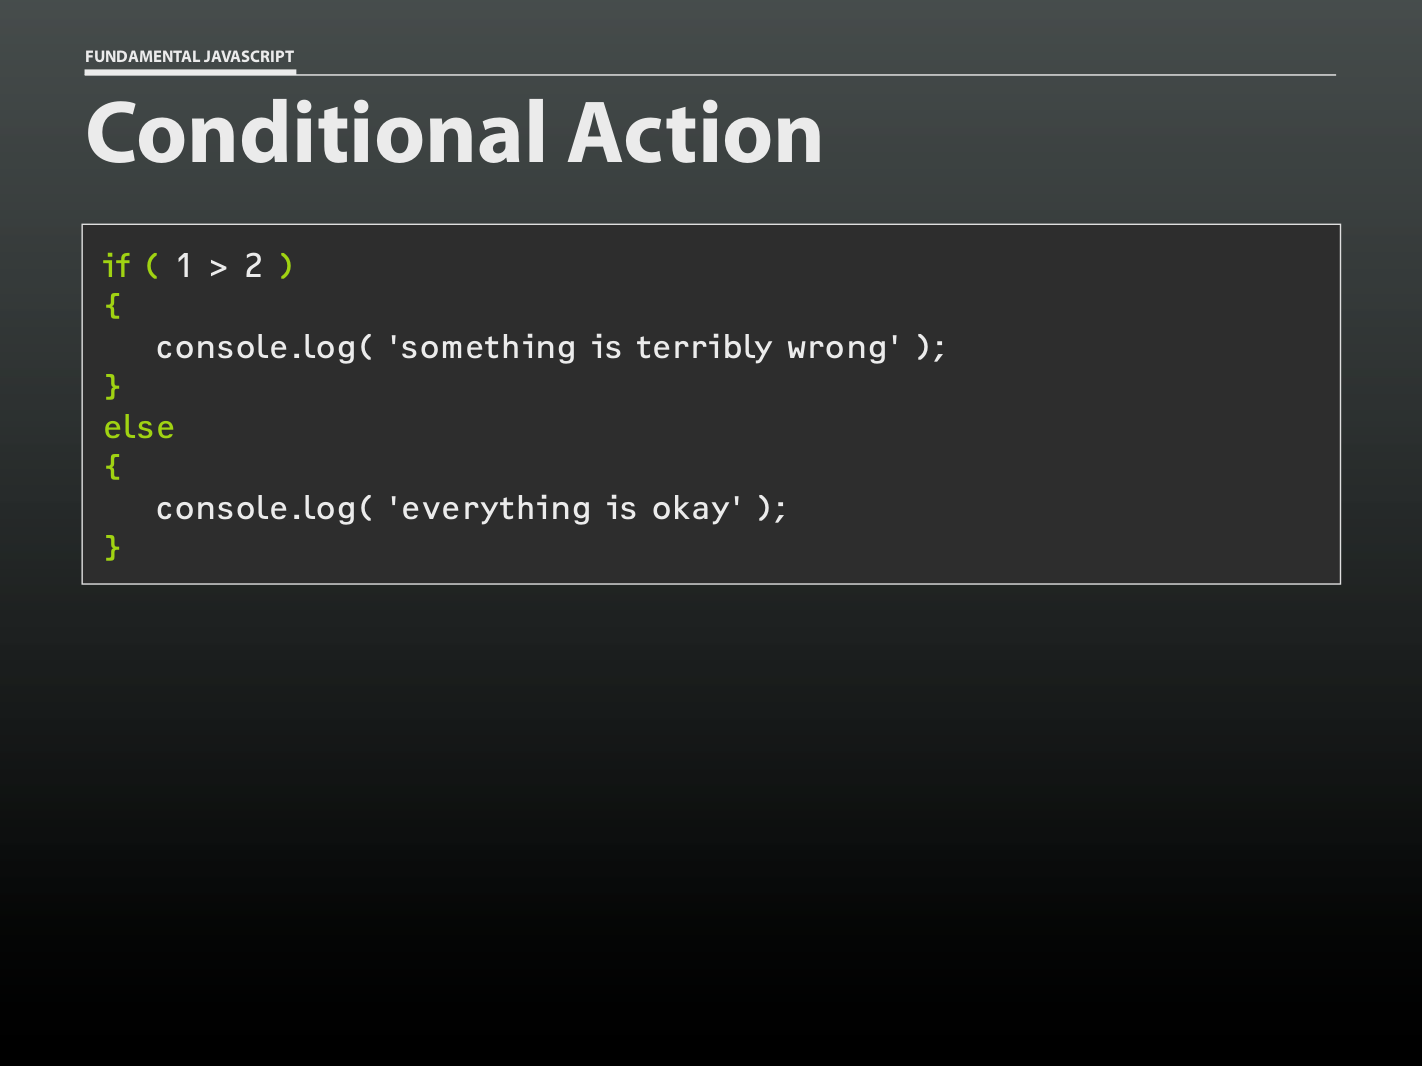 FUNDAMENTAL JAVASCRIPT
Conditional Action
if ( 1 > 2 )
{
   console.log( 'something is terribly wrong' );
}
else
{
   console.log( 'everything is okay' );
}